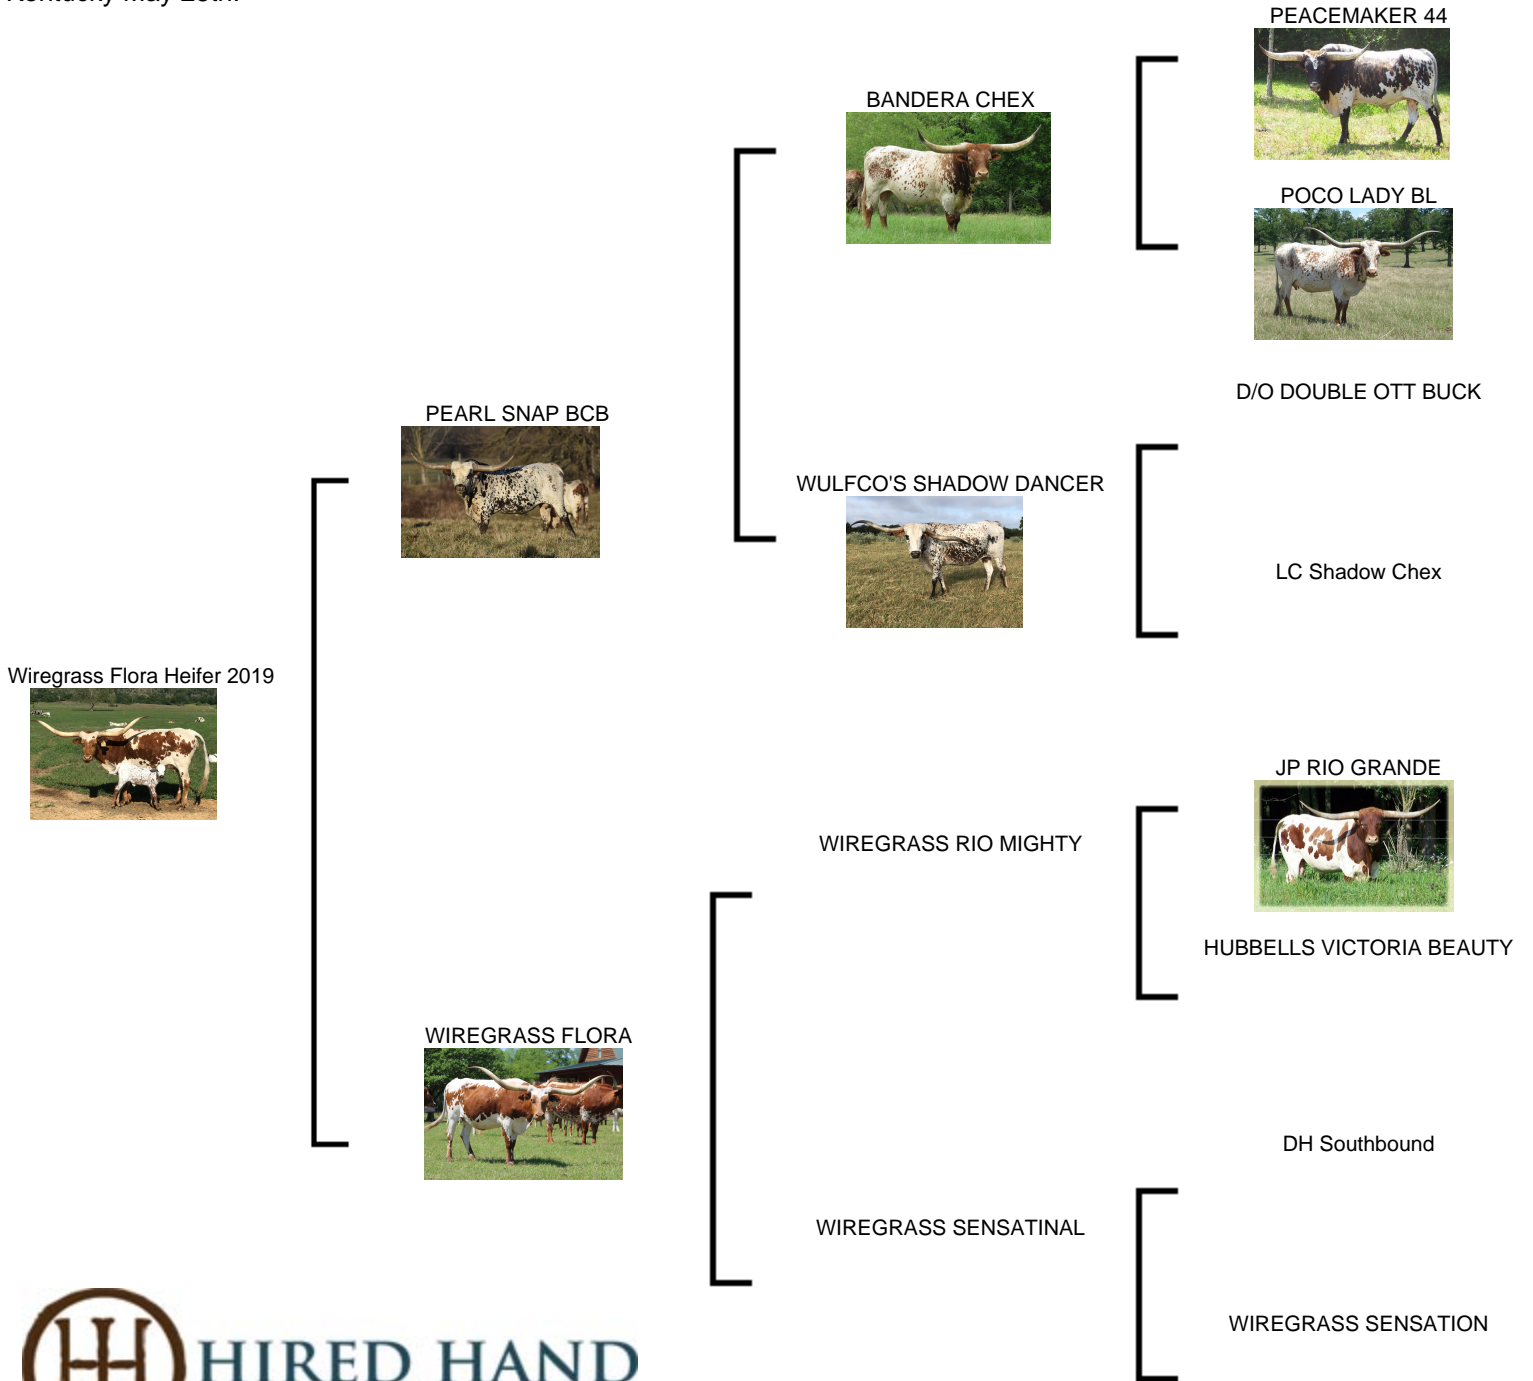 PEACEMAKER 44
BANDERA CHEX
POCO LADY BL
D/O DOUBLE OTT BUCK
PEARL SNAP BCB
WULFCO'S SHADOW DANCER
LC Shadow Chex
Wiregrass Flora Heifer 2019
JP RIO GRANDE
WIREGRASS RIO MIGHTY
HUBBELLS VICTORIA BEAUTY
WIREGRASS FLORA
DH Southbound
WIREGRASS SENSATINAL
WIREGRASS SENSATION
HIRED HAND